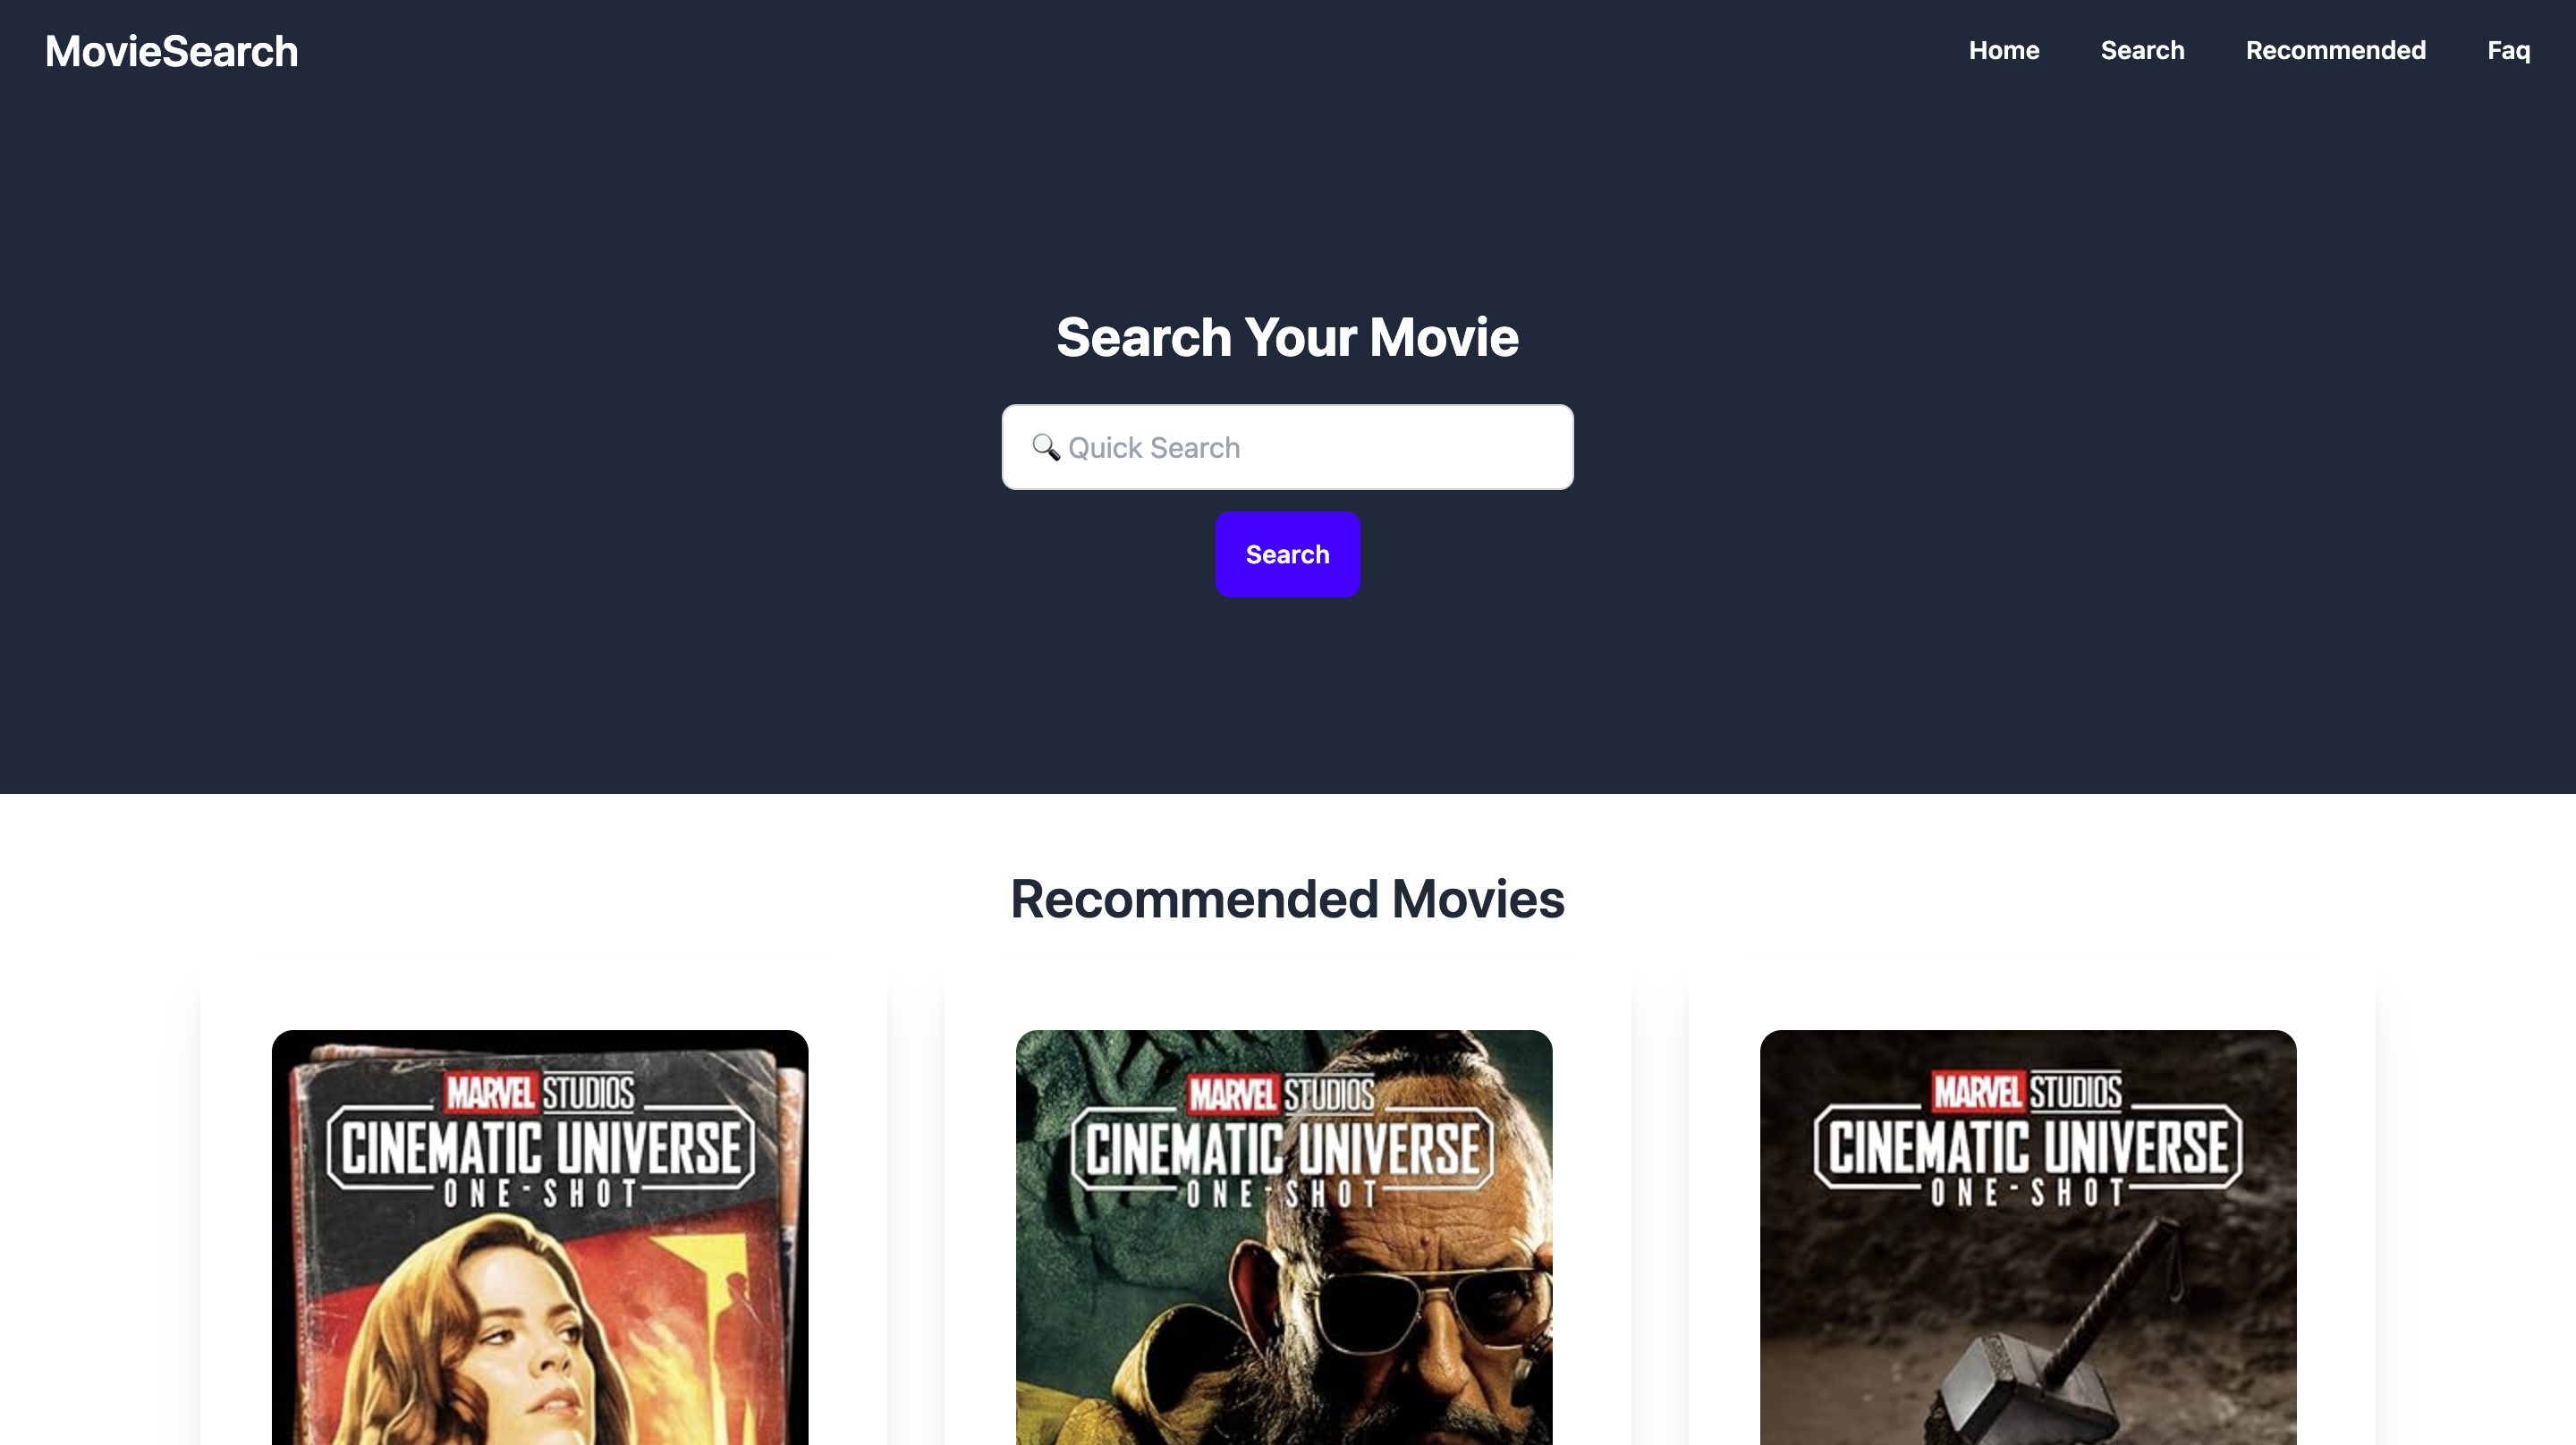 MovieSearch
Home Search Recommended Faq
Search Your Movie
🔍 Quick Search
Search
Recommended Movies
MARVEL STUDIOS
CINEMATIC UNIVERSE
ONE-SHOT
MARVEL STUDIOS
CINEMATIC UNIVERSE
ONE-SHOT
MARVEL STUDIOS
CINEMATIC UNIVERSE
ONE-SHOT